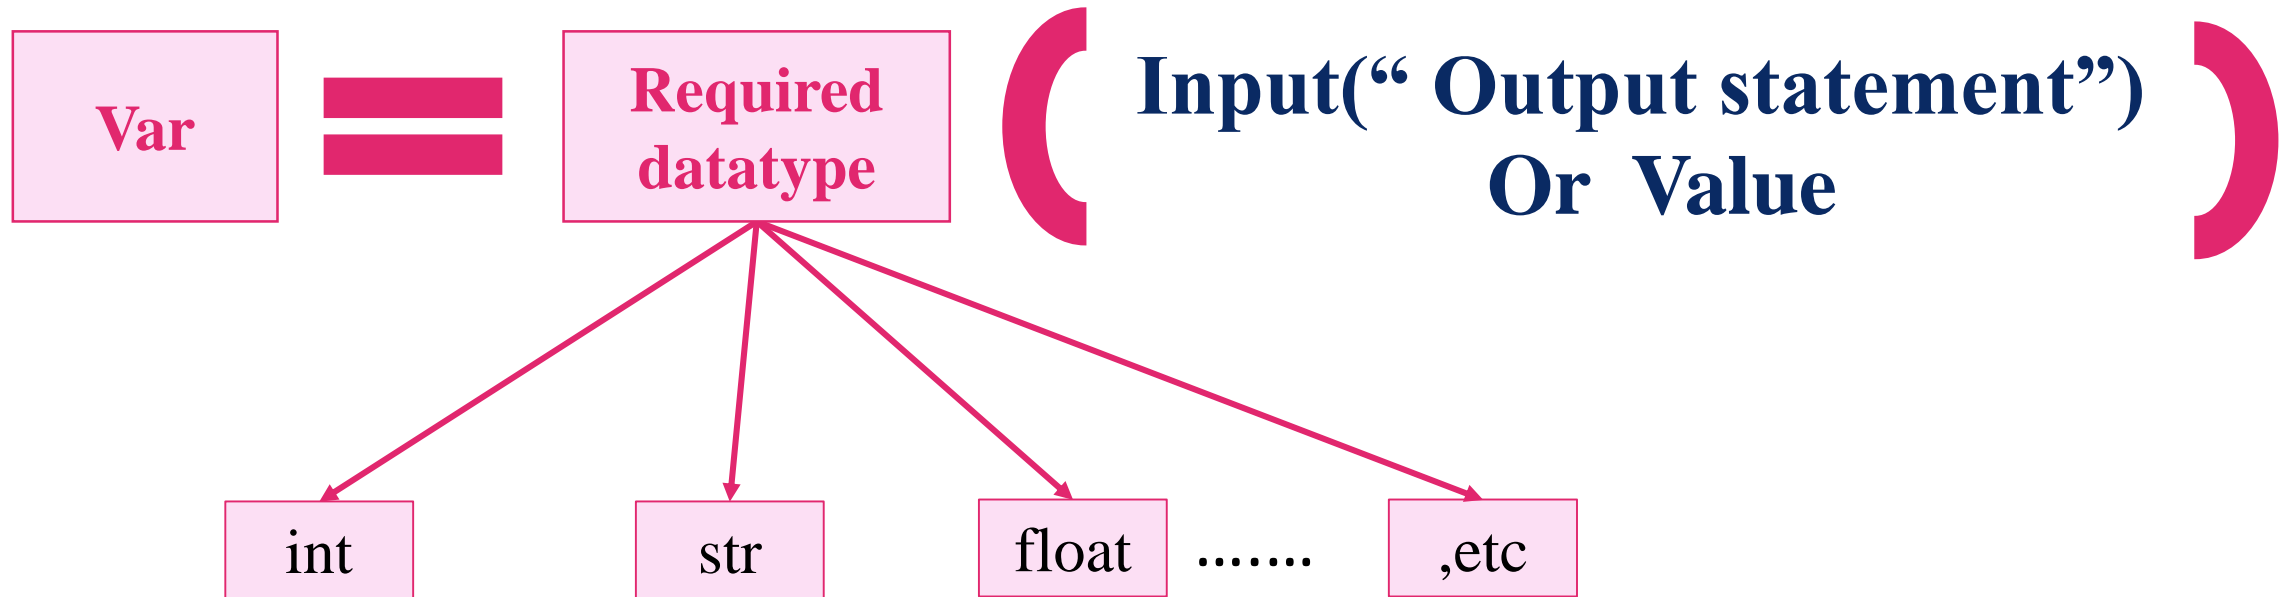 Var
=
Required
datatype
(
Input(“ Output statement”)
Or Value
)
int
str
float
.......
,etc